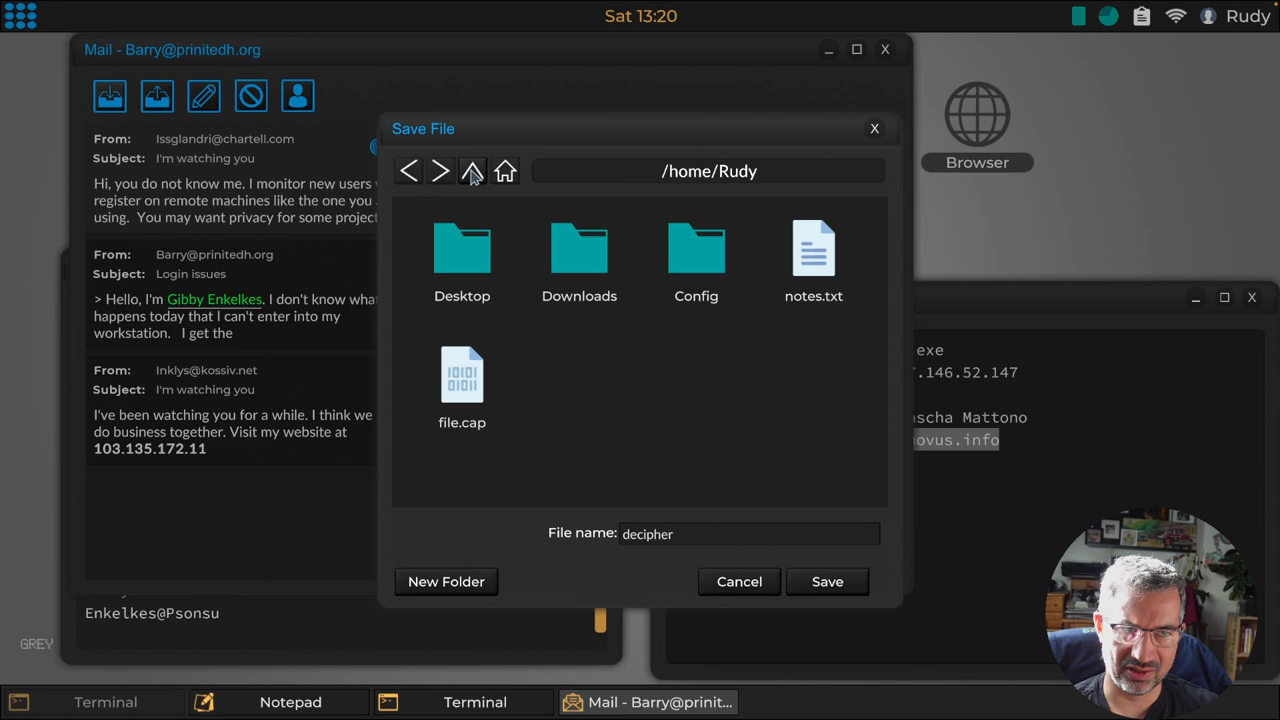 Sat 13:20
Rudy
Mail - Barry@prinitedh.org
X
From: Issglandri@chartell.com
Subject: I'm watching you
Hi, you do not know me. I monitor new users
register on remote machines like the one you
using. You may want privacy for some project
From: Barry@prinitedh.org
Subject: Login issues
> Hello, I'm Gibby Enkelkes. I don't know wha
happens today that I can't enter into my
workstation. I get the
From: Inklys@kossiv.net
Subject: I'm watching you
I've been watching you for a while. I think we
do business together. Visit my website at
103.135.172.11
Enkelkes@Psonsu
Save File
X
/home/Rudy
Desktop
Downloads
Config
notes.txt
file.cap
File name: decipher
New Folder
Cancel
Save
Browser
X
exe
.146.52.147
scha Mattono
ovus.info
GREY
Terminal
Notepad
Terminal
Mail - Barry@prinit...